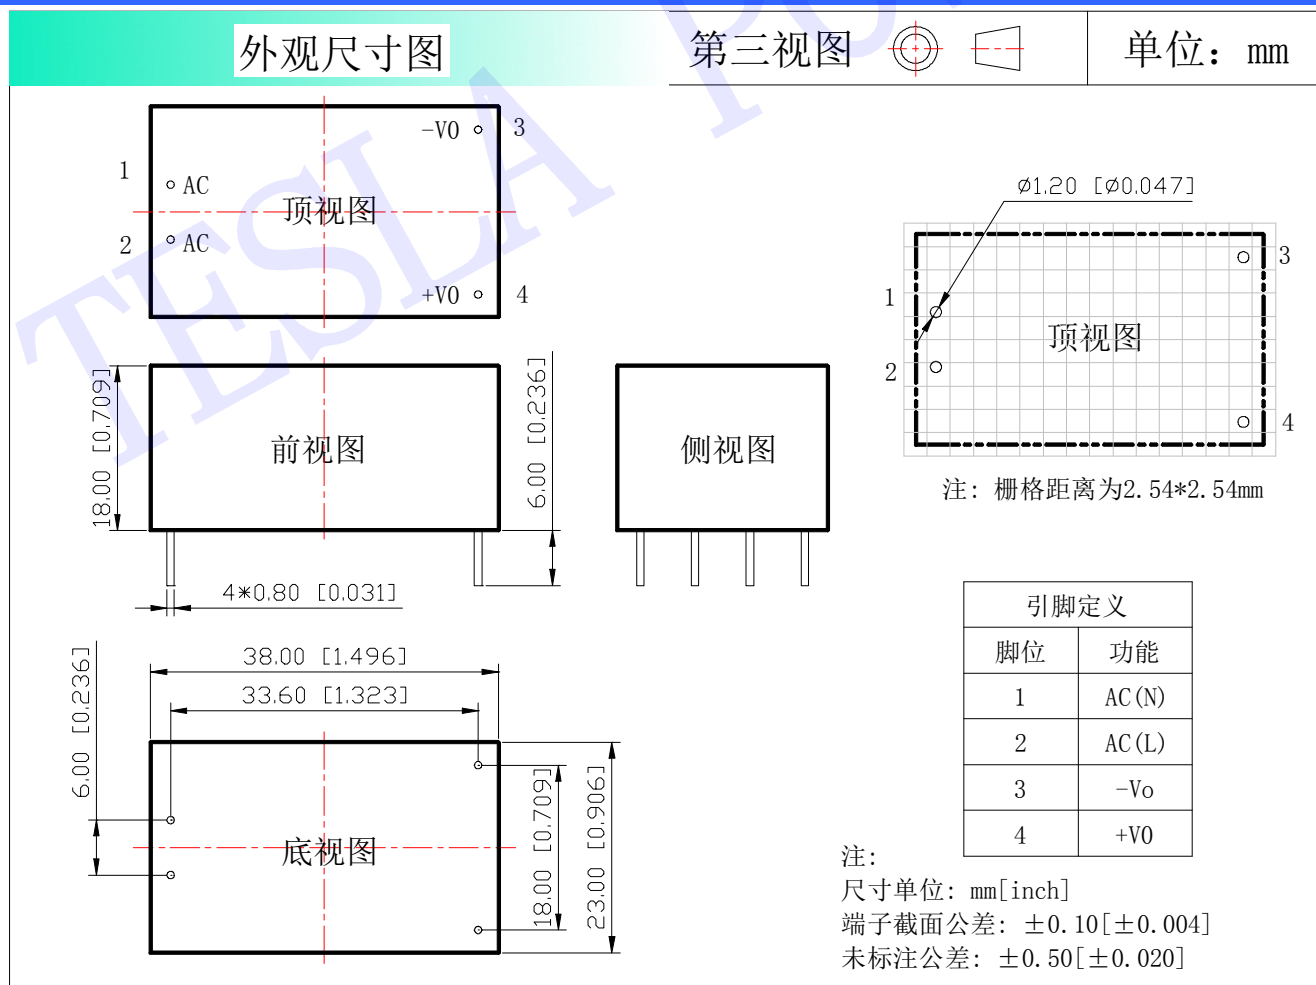 外观尺寸图
第三视图
单位: mm
-V0
3
1
AC
顶视图
2
AC
+V0
4
18.00 [0.709]
前视图
6.00 [0.236]
侧视图
4*0.80 [0.031]
38.00 [1.496]
33.60 [1.323]
6.00 [0.236]
底视图
18.00 [0.709]
23.00 [0.906]
ø1.20 [ø0.047]
3
1
顶视图
2
4
注: 栅格距离为2.54*2.54mm
引脚定义
脚位 功能
1 AC(N)
2 AC(L)
3 -Vo
4 +V0
注:
尺寸单位: mm[inch]
端子截面公差: ±0.10[±0.004]
未标注公差: ±0.50[±0.020]
TESLA